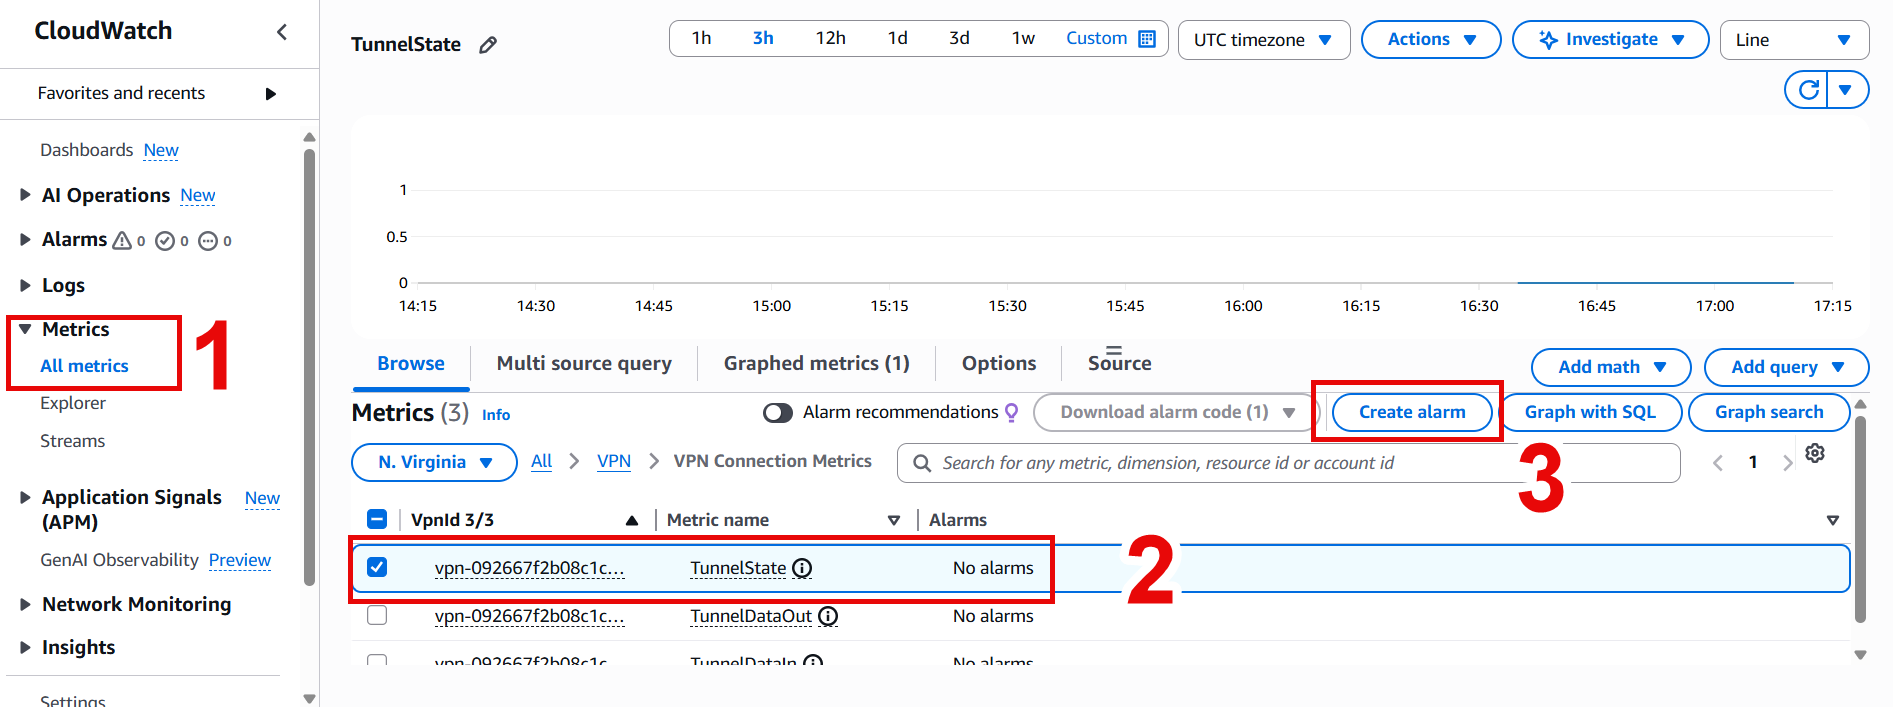 CloudWatch
Favorites and recents
Dashboards New
AI Operations New
Alarms 0 0 0
Logs
Metrics
All metrics
1
Explorer
Streams
Application Signals (APM) New
GenAI Observability Preview
Network Monitoring
Insights
Settings
TunnelState
1h 3h 12h 1d 3d 1w Custom
UTC timezone
Actions
Investigate
Line
1
0.5
0
14:15 14:30 14:45 15:00 15:15 15:30 15:45 16:00 16:15 16:30 16:45 17:00 17:15
Browse Multi source query Graphed metrics (1) Options Source
Add math Add query
Metrics (3) Info
Alarm recommendations
Download alarm code (1)
Create alarm
Graph with SQL
Graph search
3
N. Virginia
All VPN VPN Connection Metrics
Search for any metric, dimension, resource id or account id
1
VpnId 3/3 Metric name Alarms
vpn-092667f2b08c1c... TunnelState No alarms
2
vpn-092667f2b08c1c... TunnelDataOut No alarms
vpn-092667f2b08c1c... TunnelDataIn No alarms